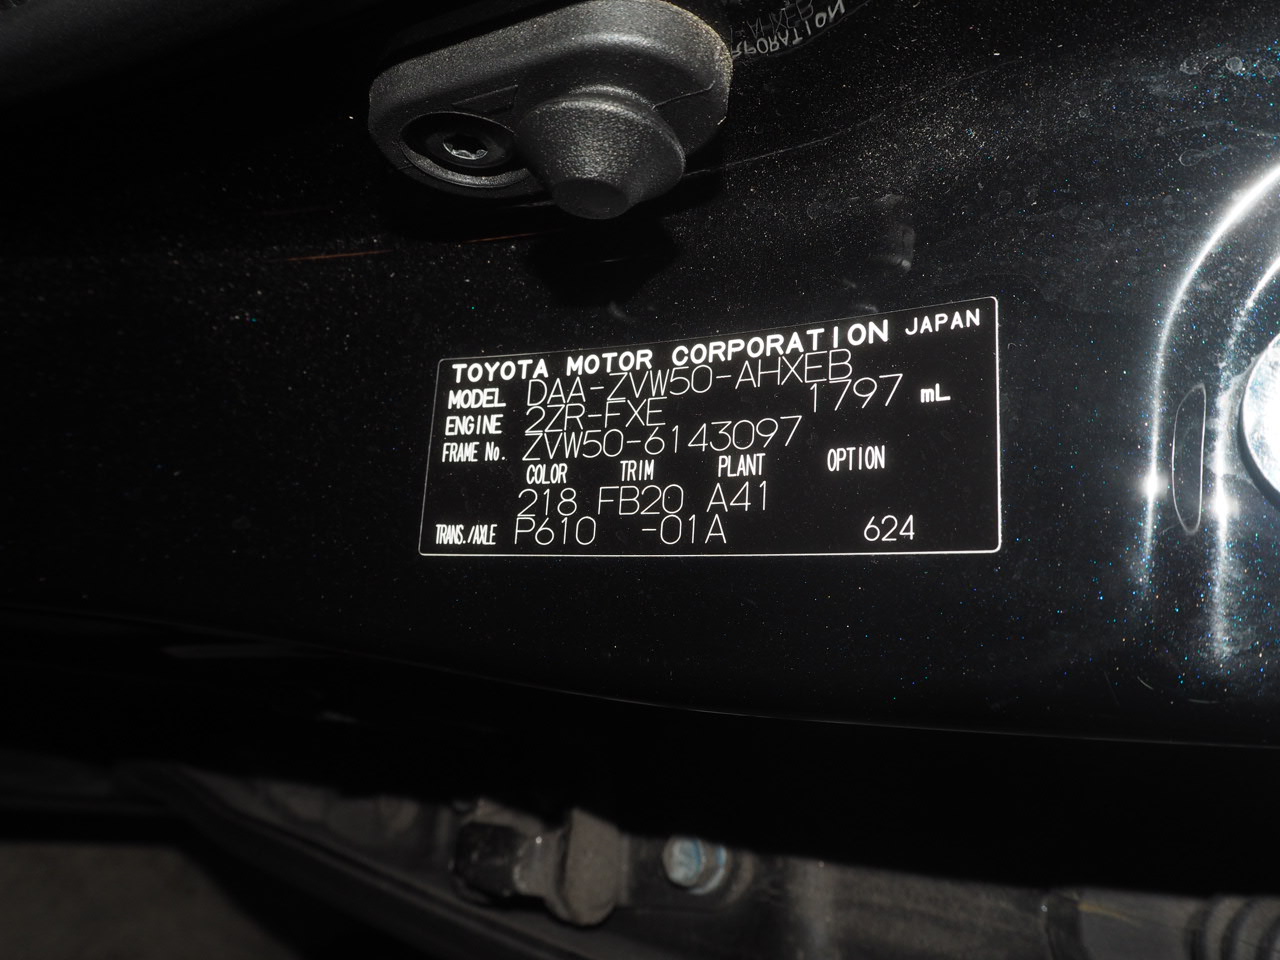 TOYOTA MOTOR CORPORATION JAPAN
MODEL DAA-ZVW50-AHXEB
ENGINE 2ZR-FXE 1797 mL
FRAME No. ZVW50-6143097
COLOR TRIM PLANT OPTION
218 FB20 A41
TRANS./AXLE P610 -01A 624